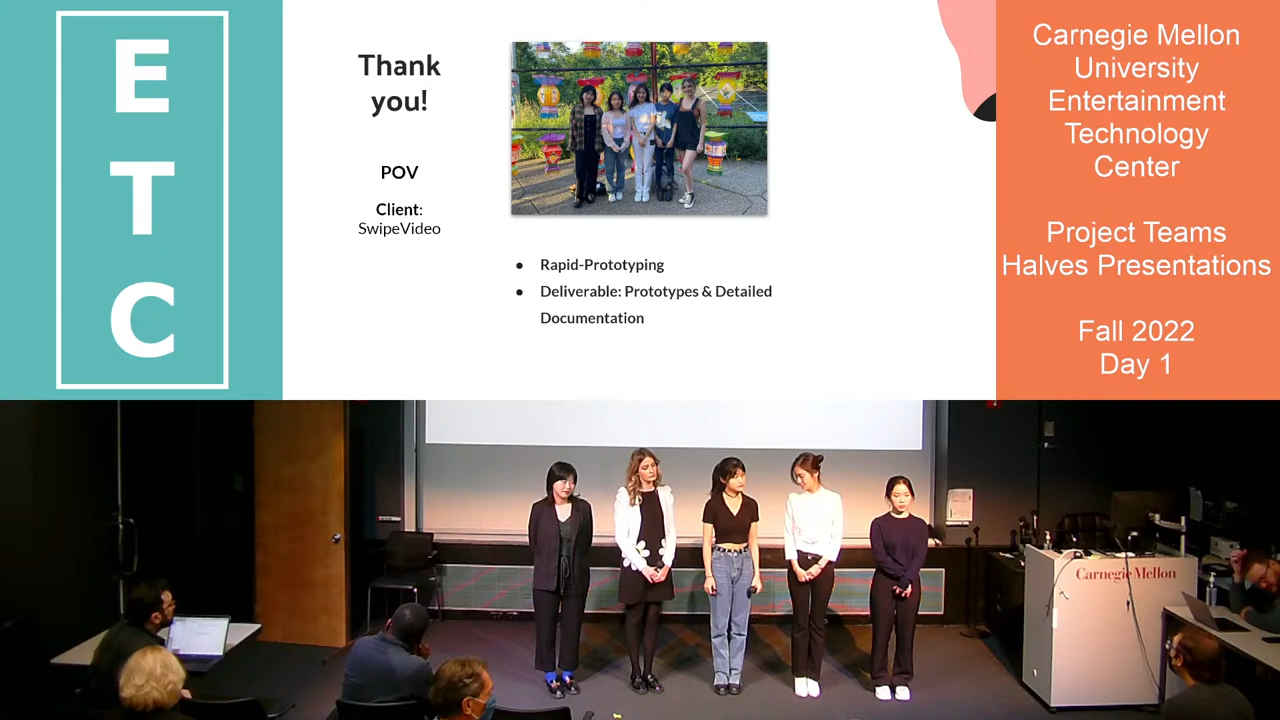 E
T
C
Thank
you!
POV
Client:
SwipeVideo
● Rapid-Prototyping
● Deliverable: Prototypes & Detailed
Documentation
Carnegie Mellon
University
Entertainment
Technology
Center
Project Teams
Halves Presentations
Fall 2022
Day 1
Carnegie Mellon